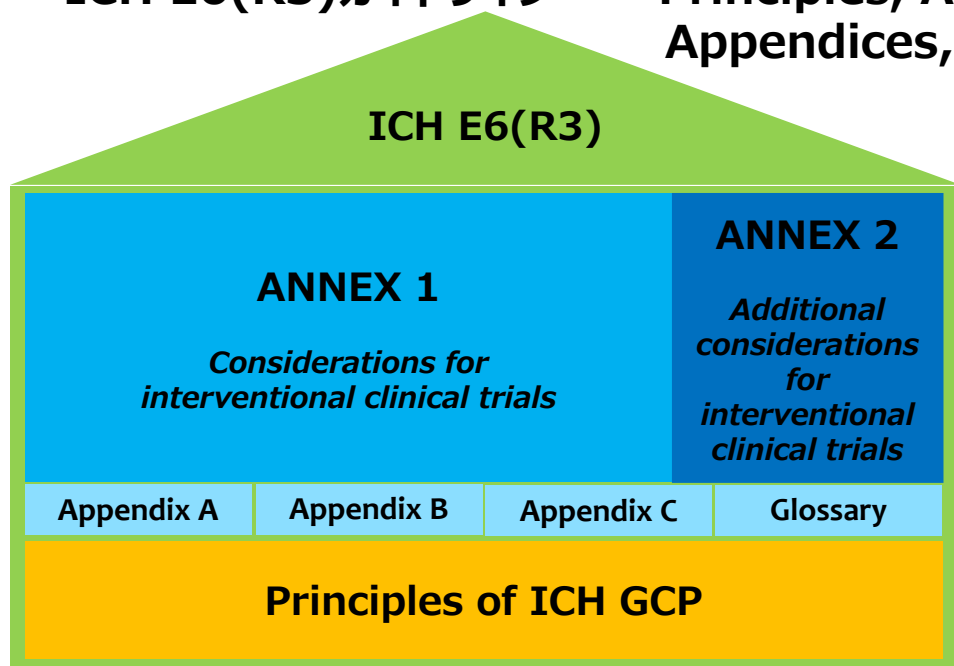 Appendices,
ICH E6(R3)
ANNEX 1
Considerations for
interventional clinical trials
ANNEX 2
Additional
considerations
for
interventional
clinical trials
Appendix A
Appendix B
Appendix C
Glossary
Principles of ICH GCP